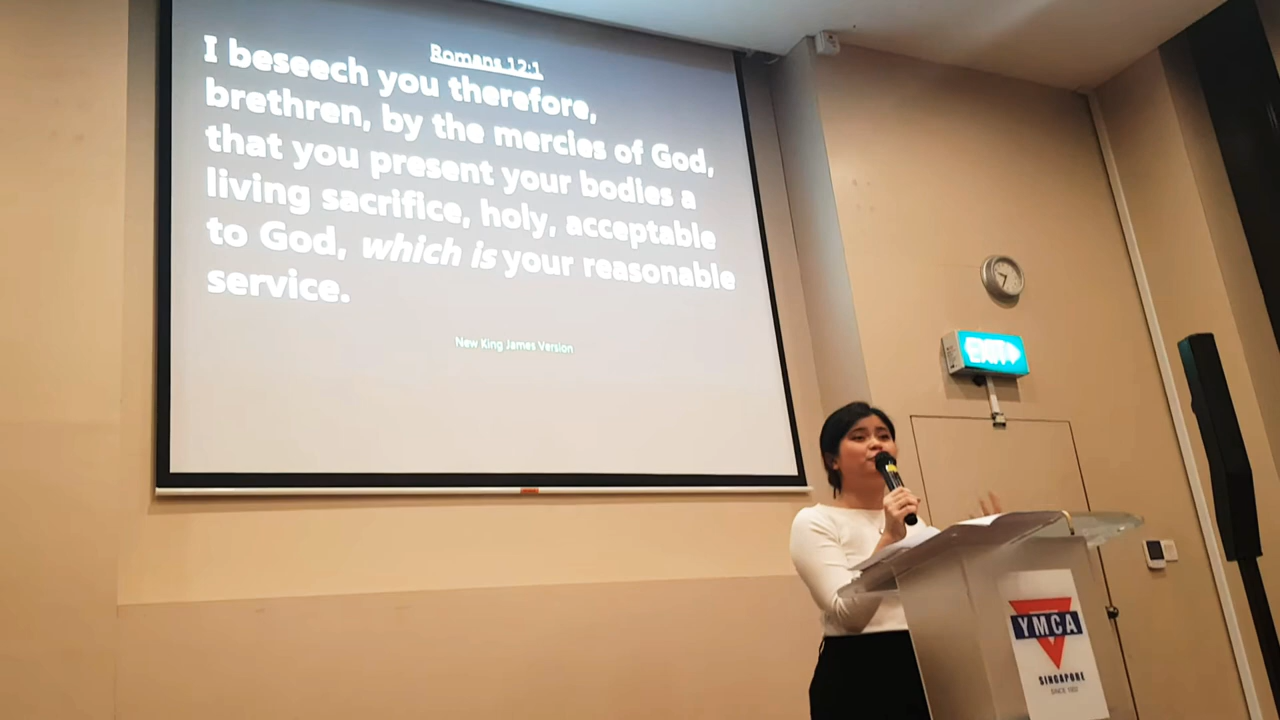 Romans 12:1
I beseech you therefore,
brethren, by the mercies of God,
that you present your bodies a
living sacrifice, holy, acceptable
to God, which is your reasonable
service.
New King James Version
EXIT
YMCA
SINGAPORE